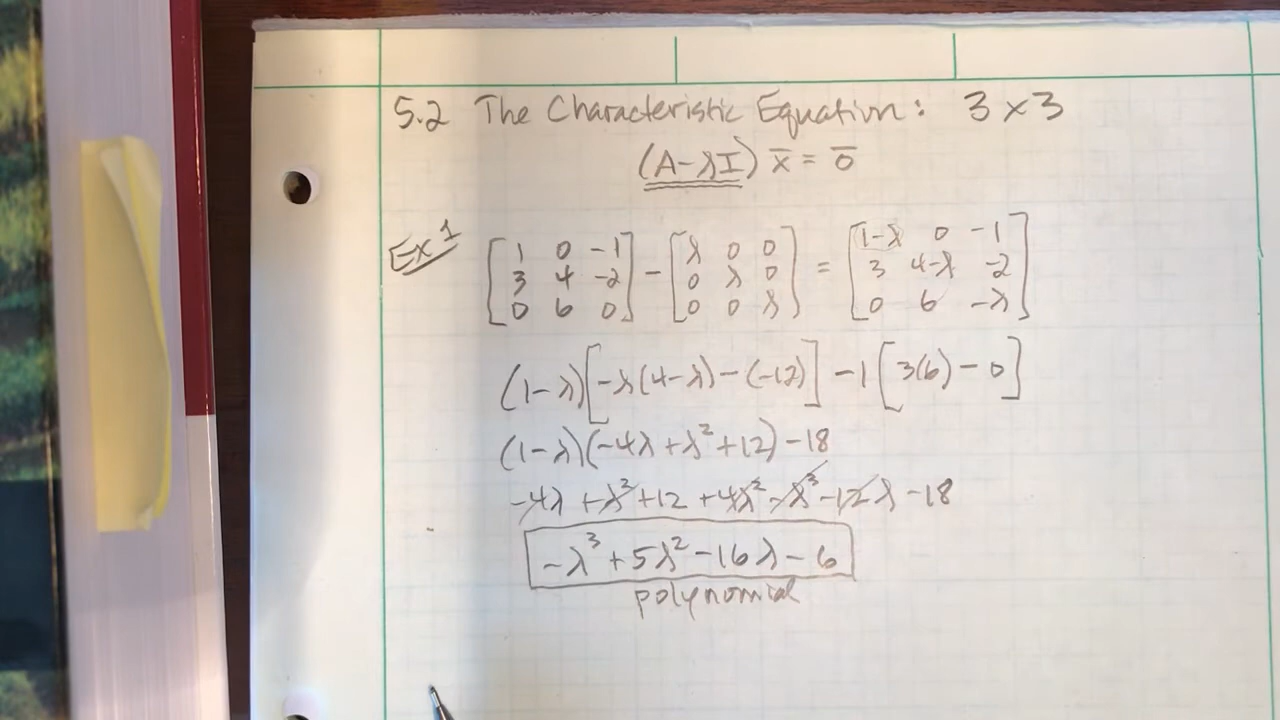 5.2 The Characteristic Equation: 3 x 3
(A-λI) x̄ = 0̄
Ex 1
[1 0 -1; 3 4 -2; 0 6 0] - [λ 0 0; 0 λ 0; 0 0 λ] = [1-λ 0 -1; 3 4-λ -2; 0 6 -λ]
(1-λ)[-λ(4-λ) - (-12)] - 1[3(6) - 0]
(1-λ)(-4λ + λ² + 12) - 18
-4λ + λ² + 12 + 4λ² - λ³ - 12λ - 18
-λ³ + 5λ² - 16λ - 6
polynomial